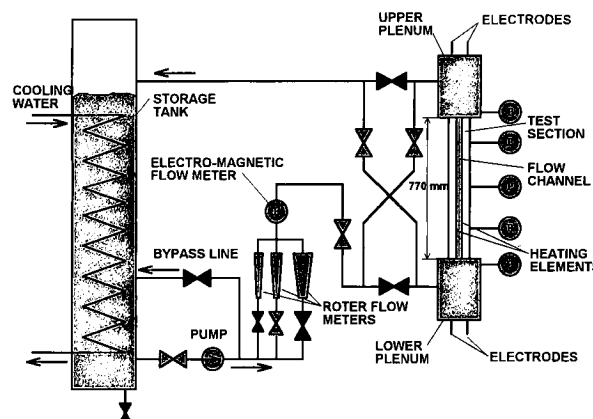 UPPER
PLENUM
ELECTRODES
COOLING
WATER
STORAGE
TANK
TEST
SECTION
ELECTRO-MAGNETIC
FLOW METER
770 mm
FLOW
CHANNEL
BYPASS LINE
HEATING
ELEMENTS
ROTER FLOW
METERS
PUMP
LOWER
PLENUM
ELECTRODES
P
P
P
P
P
P